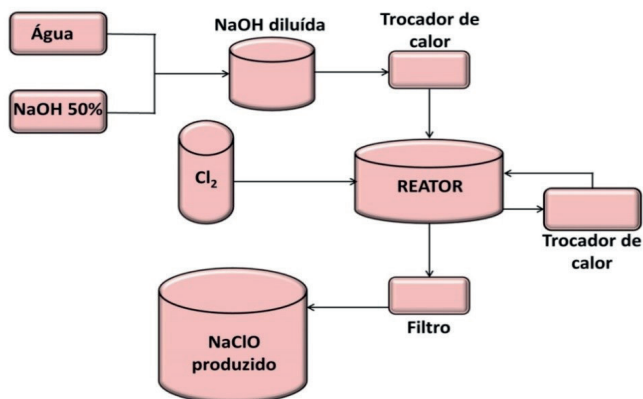 Água
NaOH 50%
NaOH diluída
Trocador de
calor
Cl₂
REATOR
Trocador de
calor
Filtro
NaClO
produzido